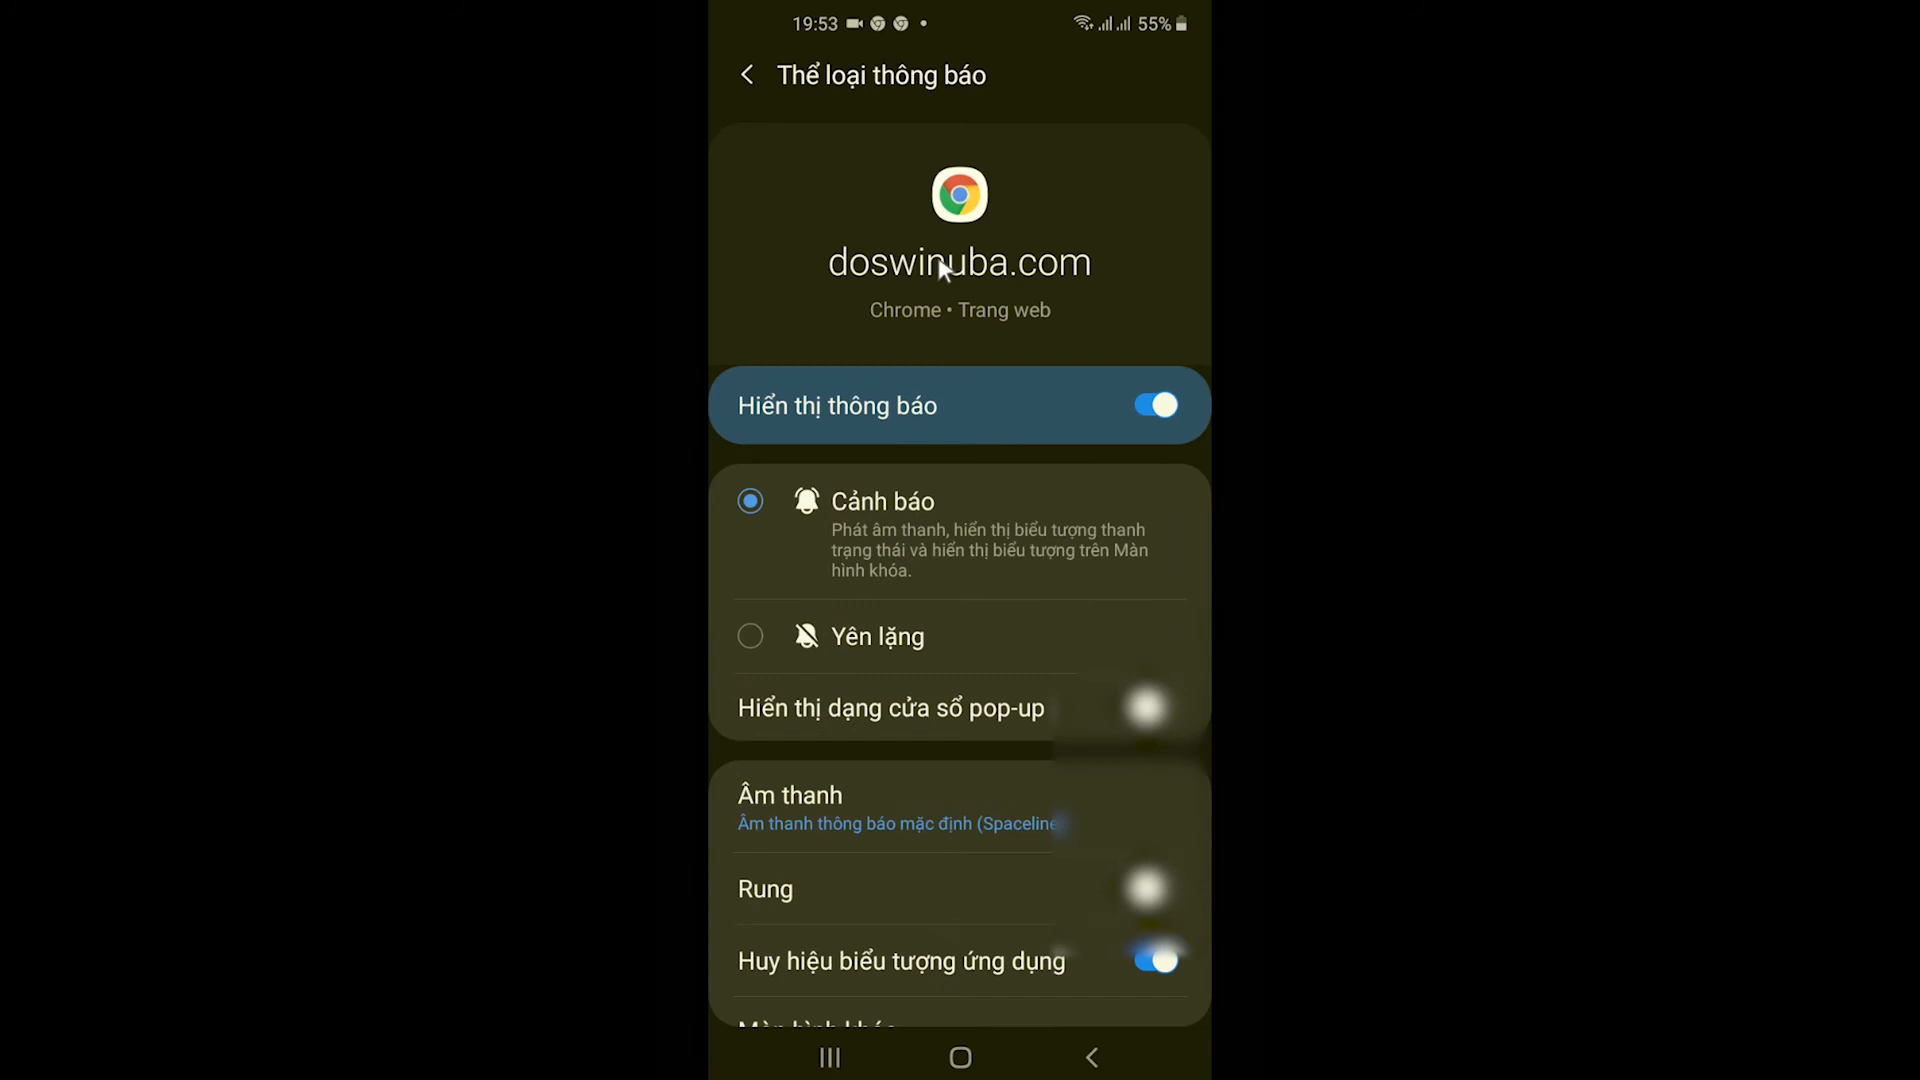 19:53
55%
Thể loại thông báo
doswinuba.com
Chrome • Trang web
Hiển thị thông báo
Cảnh báo
Phát âm thanh, hiển thị biểu tượng thanh
trạng thái và hiển thị biểu tượng trên Màn
hình khóa.
Yên lặng
Hiển thị dạng cửa sổ pop-up
Âm thanh
Âm thanh thông báo mặc định (Spaceline
Rung
Huy hiệu biểu tượng ứng dụng